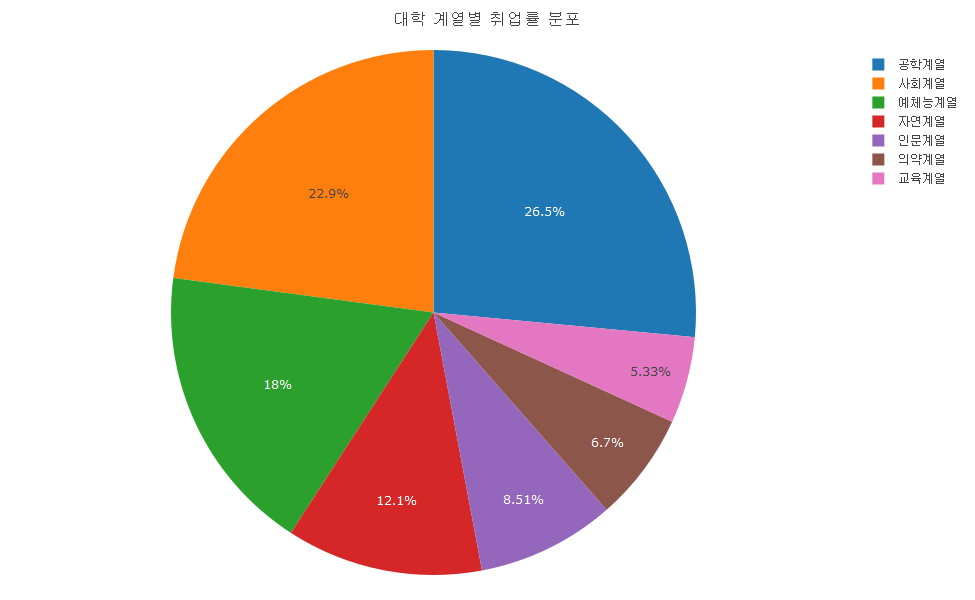 대학 계열별 취업률 분포
공학계열
사회계열
예체능계열
자연계열
인문계열
의약계열
교육계열
22.9%
26.5%
5.33%
18%
6.7%
12.1%
8.51%